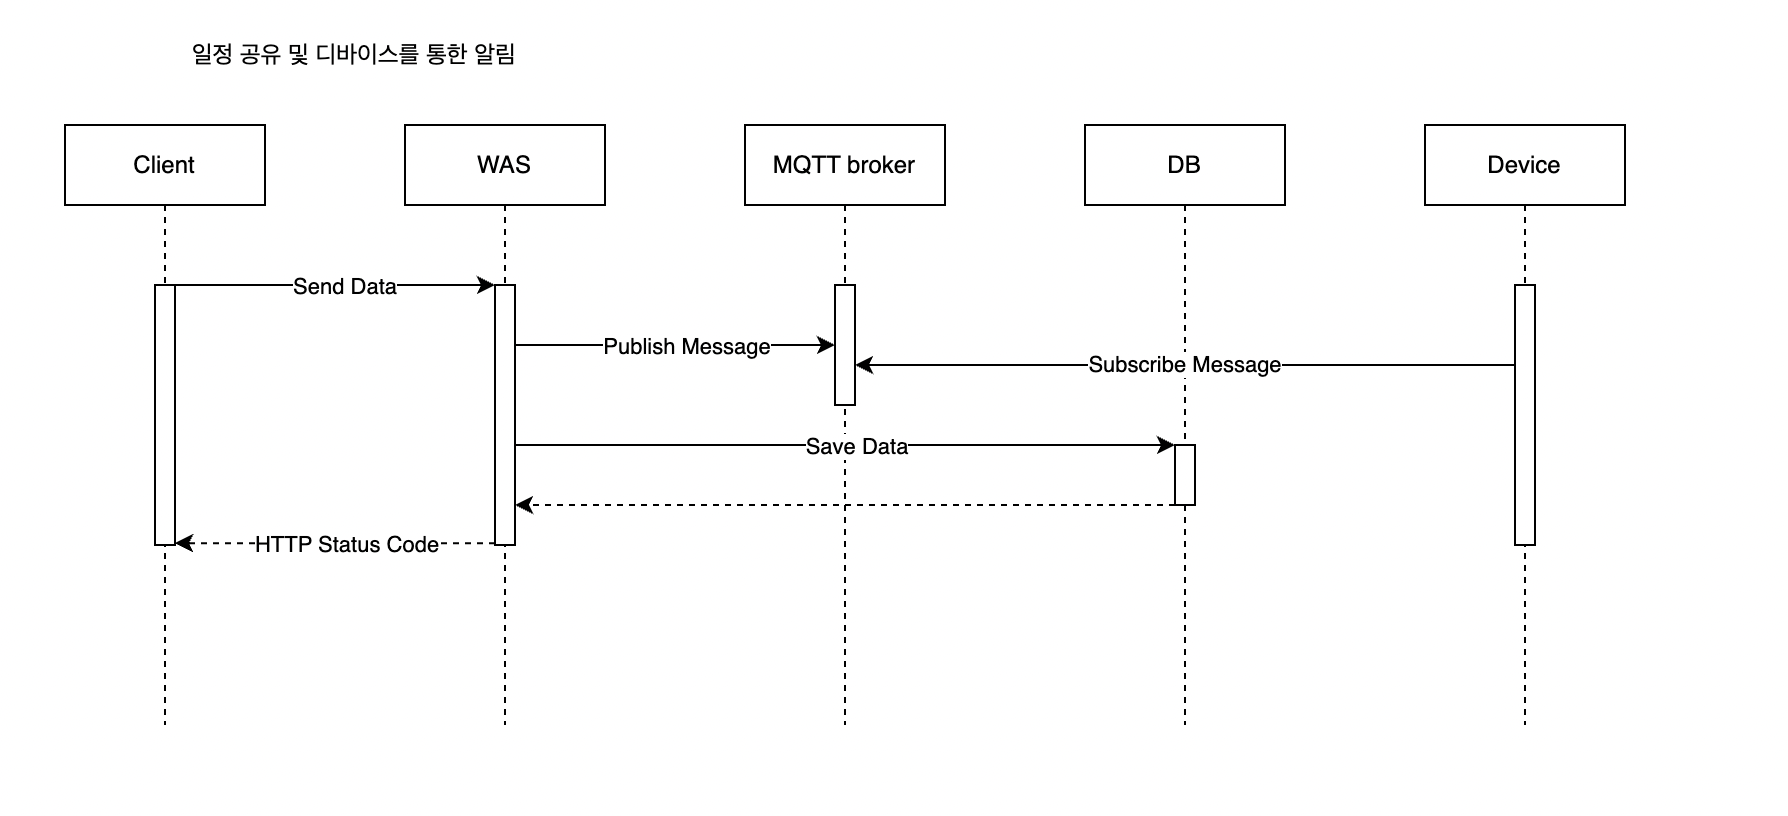 일정 공유 및 디바이스를 통한 알림
Client
WAS
MQTT broker
DB
Device
Send Data
Publish Message
Subscribe Message
Save Data
HTTP Status Code